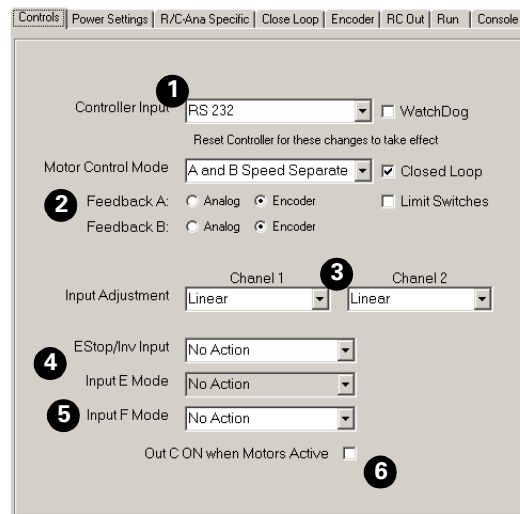 Controls Power Settings R/C-Ana Specific Close Loop Encoder RC Out Run Console
1
Controller Input RS 232 WatchDog
Reset Controller for these changes to take effect
Motor Control Mode A and B Speed Separate Closed Loop
2 Feedback A: Analog Encoder Limit Switches
Feedback B: Analog Encoder
Chanel 1 3 Chanel 2
Input Adjustment Linear Linear
EStop/Inv Input No Action
4
Input E Mode No Action
5 Input F Mode No Action
Out C ON when Motors Active
6